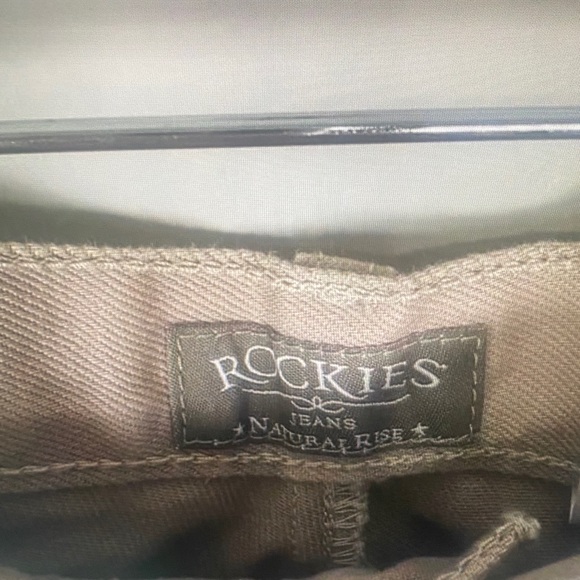 ROCKIES
JEANS
★ NATURAL RISE ★